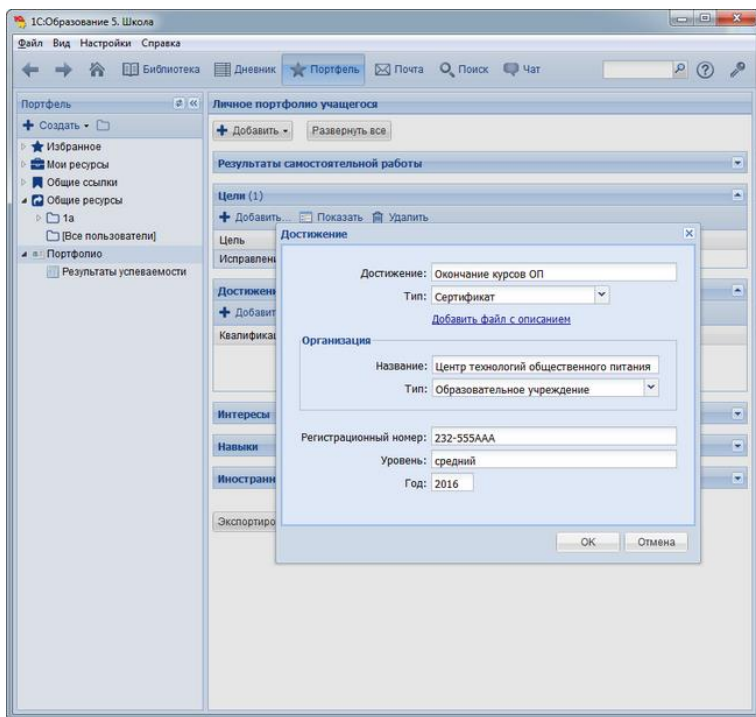 1С:Образование 5. Школа
Файл Вид Настройки Справка
Библиотека Дневник Портфель Почта Поиск Чат
Портфель
Создать
Избранное
Мои ресурсы
Общие ссылки
Общие ресурсы
1а
[Все пользователи]
Портфолио
Результаты успеваемости
Личное портфолио учащегося
Добавить Развернуть все
Результаты самостоятельной работы
Цели (1)
Добавить... Показать Удалить
Цель
Исправлени
Достижени
Добавит
Квалификац
Интересы
Навыки
Иностранн
Экспортиро
Достижение
Достижение: Окончание курсов ОП
Тип: Сертификат
Добавить файл с описанием
Организация
Название: Центр технологий общественного питания
Тип: Образовательное учреждение
Регистрационный номер: 232-555AAA
Уровень: средний
Год: 2016
OK Отмена